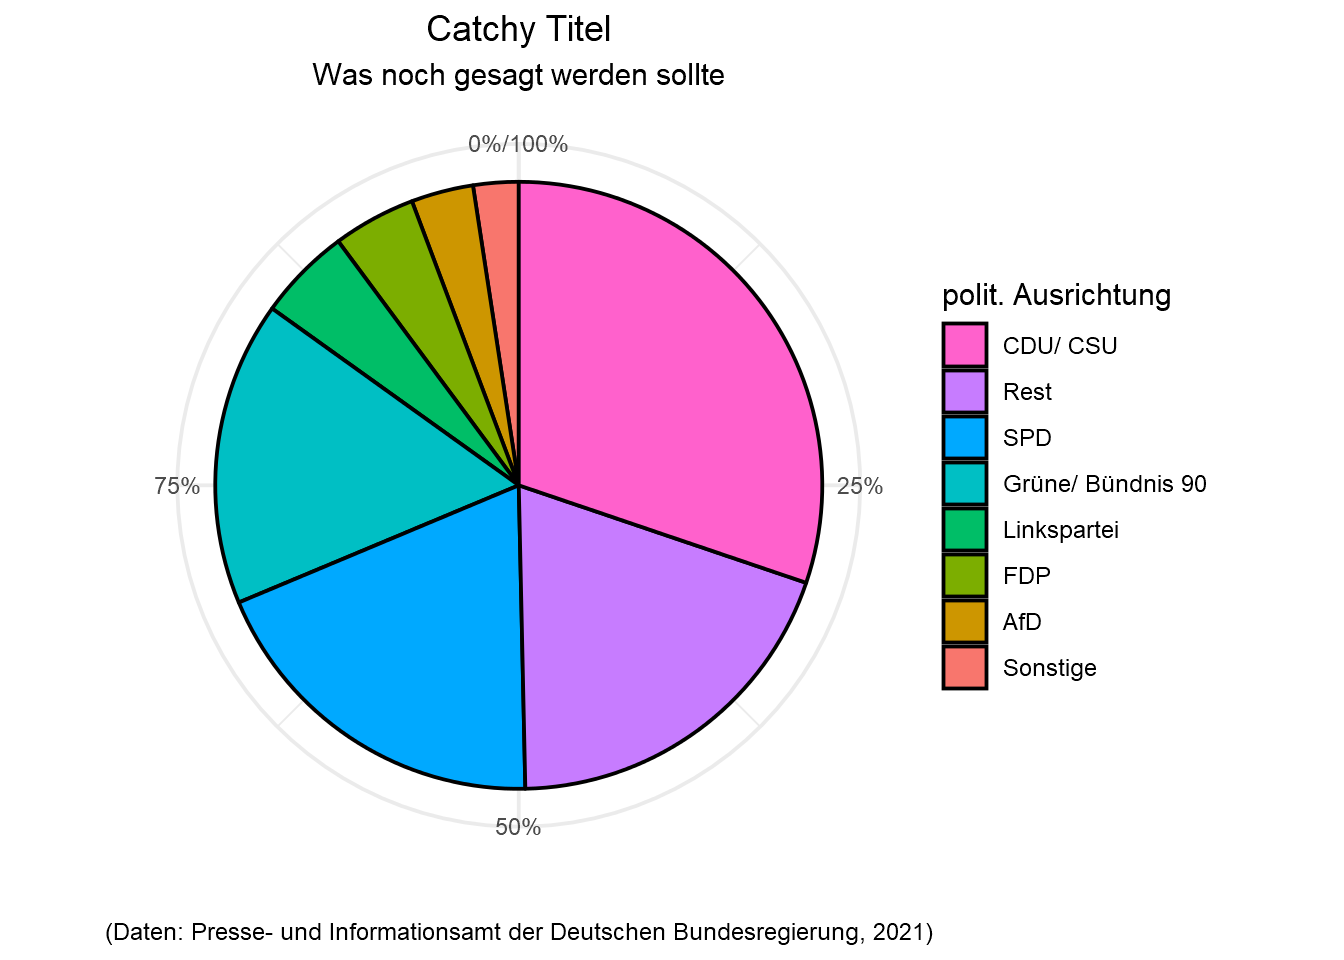 Catchy Titel
Was noch gesagt werden sollte
0%/100%
75%
25%
50%
polit. Ausrichtung
CDU/ CSU
Rest
SPD
Grüne/ Bündnis 90
Linkspartei
FDP
AfD
Sonstige
(Daten: Presse- und Informationsamt der Deutschen Bundesregierung, 2021)